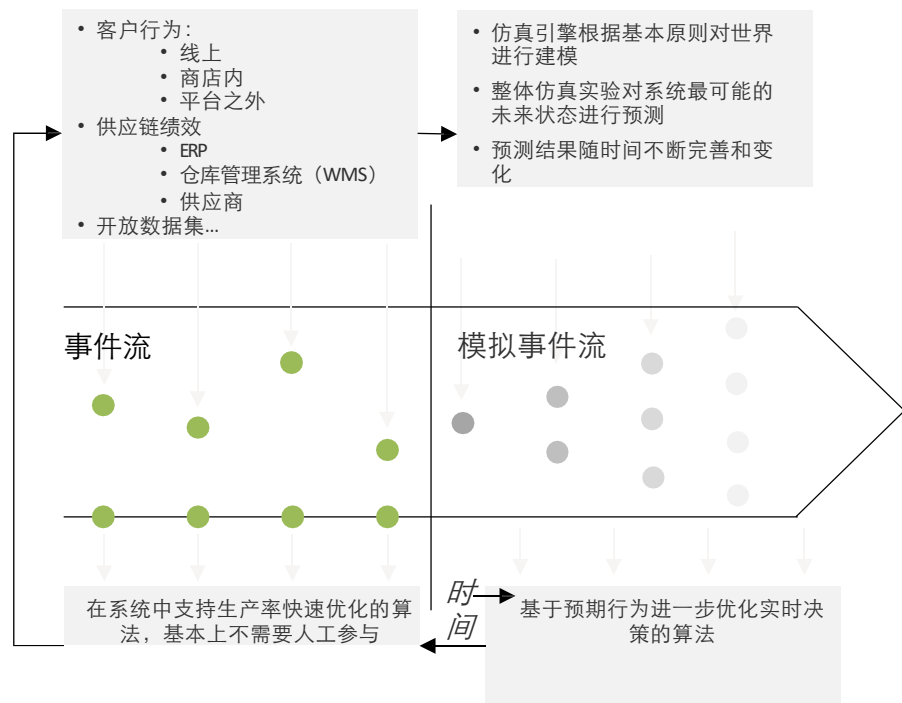 • 客户行为：
• 线上
• 商店内
• 平台之外
• 供应链绩效
• ERP
• 仓库管理系统（WMS）
• 供应商
• 开放数据集...
• 仿真引擎根据基本原则对世界
进行建模
• 整体仿真实验对系统最可能的
未来状态进行预测
• 预测结果随时间不断完善和变
化
事件流
模拟事件流
在系统中支持生产率快速优化的算
法，基本上不需要人工参与
时
间
基于预期行为进一步优化实时决
策的算法